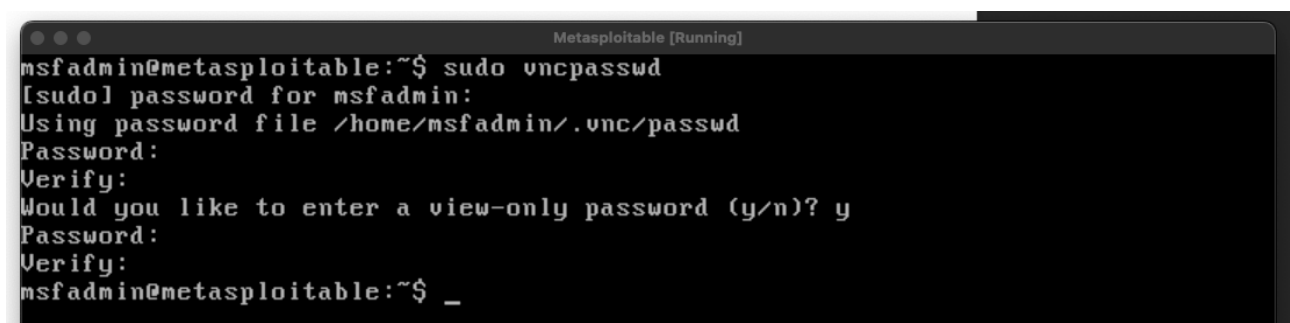 Metasploitable [Running]
msfadmin@metasploitable:~$ sudo vncpasswd
[sudo] password for msfadmin:
Using password file /home/msfadmin/.vnc/passwd
Password:
Verify:
Would you like to enter a view-only password (y/n)? y
Password:
Verify:
msfadmin@metasploitable:~$ _